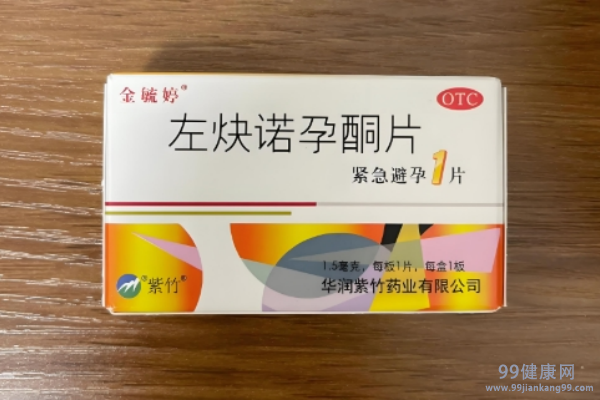 金毓婷®
OTC
左炔诺孕酮片
紧急避孕1片
1.5毫克，每板1片，每盒1板
®紫竹®
华润紫竹药业有限公司
99健康网
www.99jiankang99.com